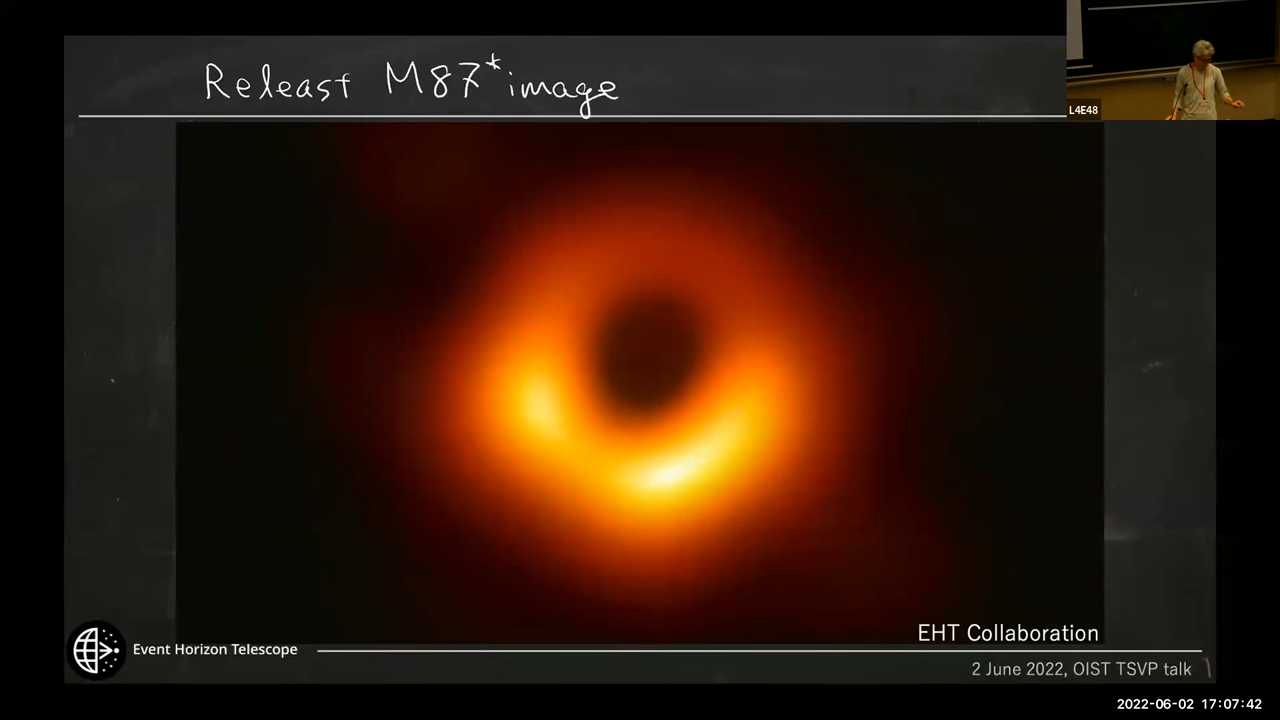 Releast M87* image
L4E48
EHT Collaboration
Event Horizon Telescope
2 June 2022, OIST TSVP talk 1
2022-06-02 17:07:42